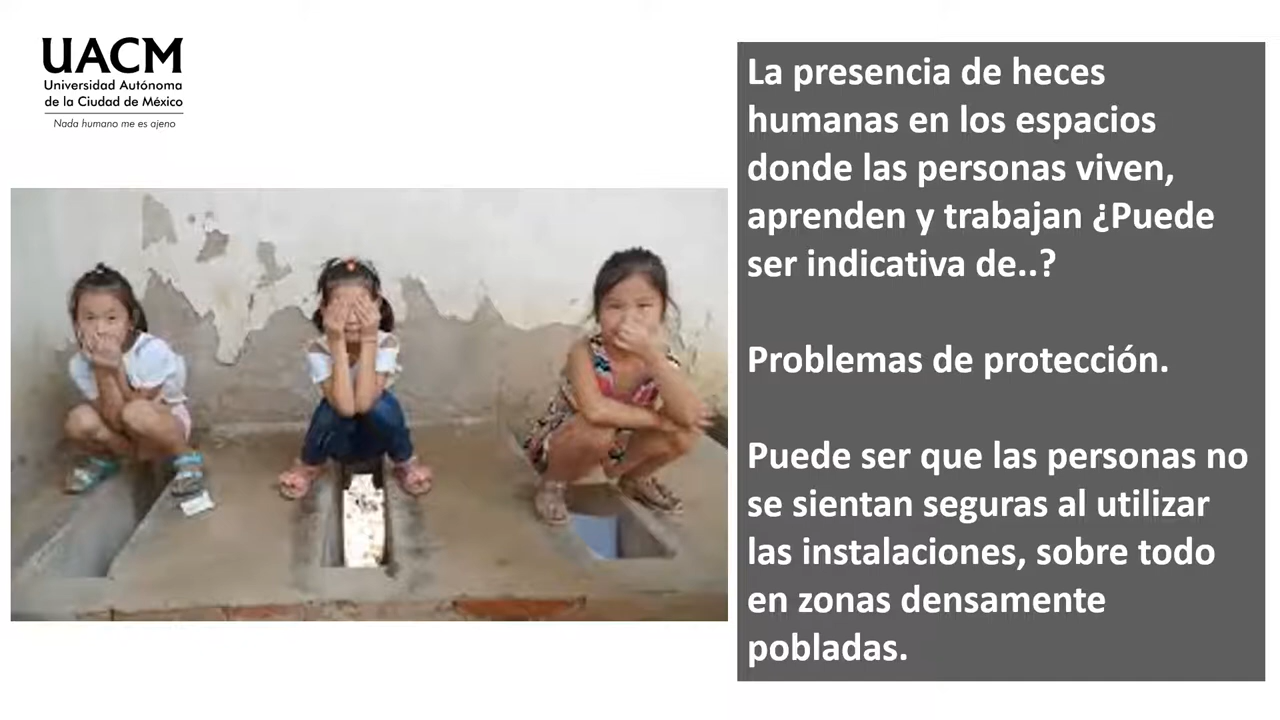 UACM
Universidad Autónoma
de la Ciudad de México
Nada humano me es ajeno
La presencia de heces
humanas en los espacios
donde las personas viven,
aprenden y trabajan ¿Puede
ser indicativa de..?
Problemas de protección.
Puede ser que las personas no
se sientan seguras al utilizar
las instalaciones, sobre todo
en zonas densamente
pobladas.